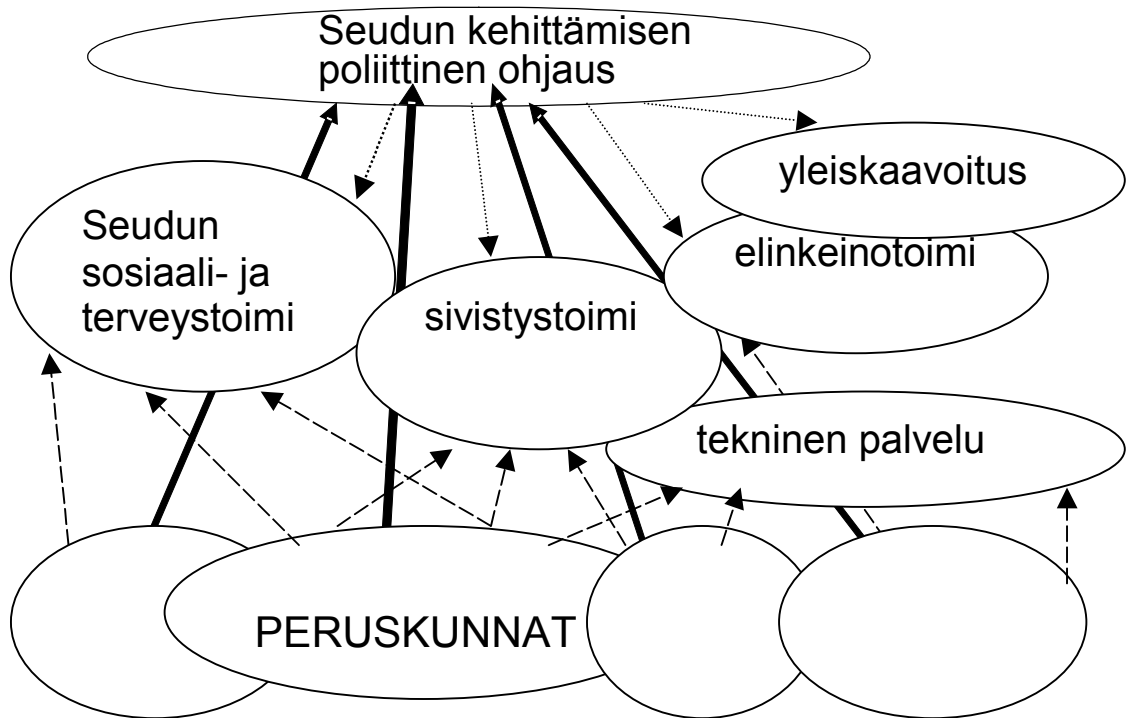 Seudun kehittämisen
poliittinen ohjaus
yleiskaavoitus
Seudun
sosiaali- ja
terveystoimi
elinkeinotoimi
sivistystoimi
tekninen palvelu
PERUSKUNNAT